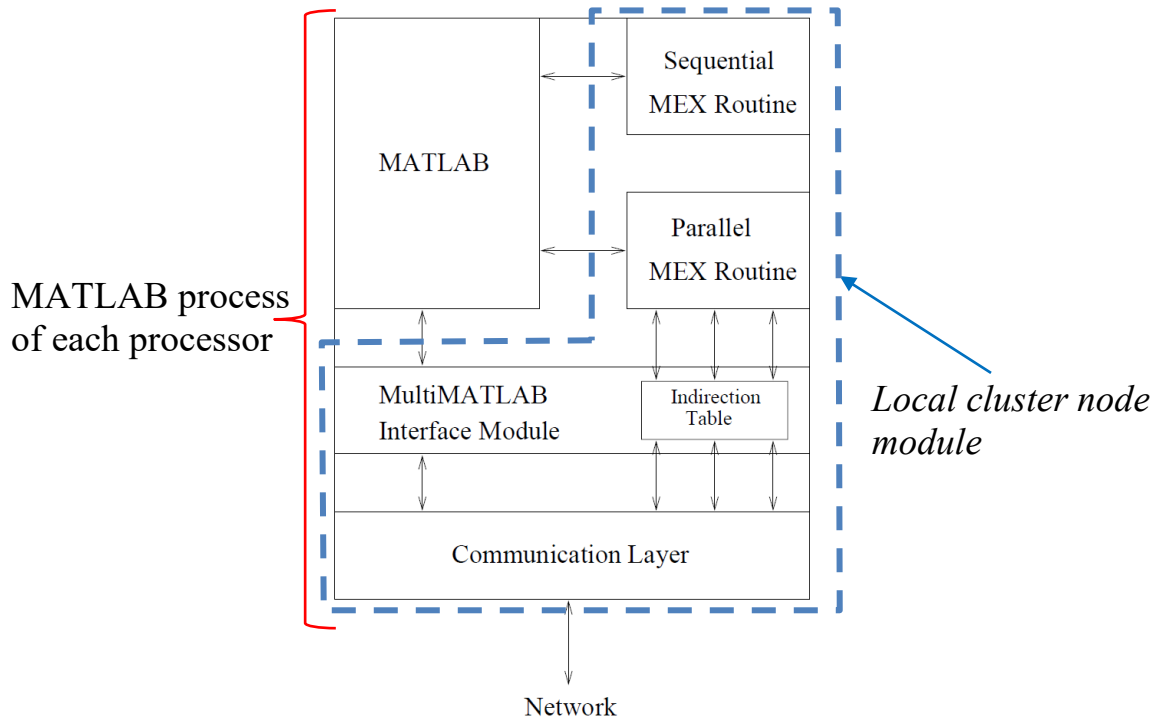 Sequential
MEX Routine
MATLAB
Parallel
MEX Routine
MATLAB process
of each processor
MultiMATLAB
Interface Module
Indirection
Table
Local cluster node
module
Communication Layer
Network